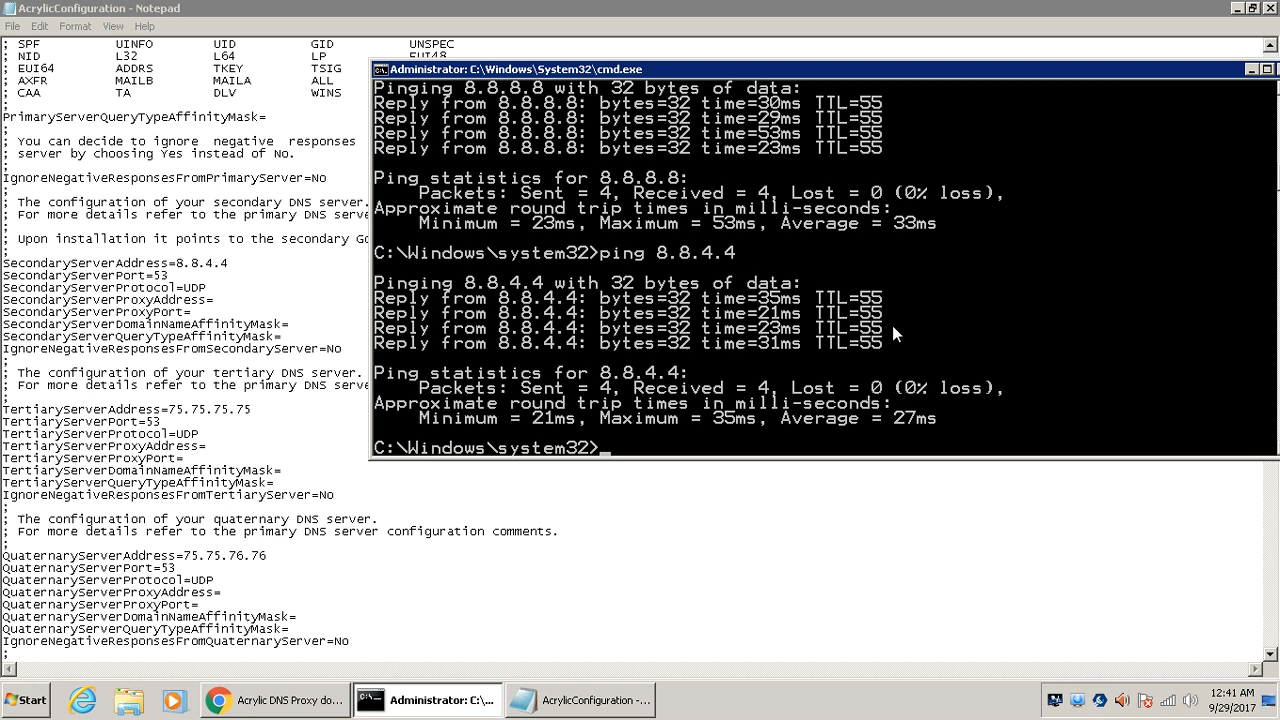 AcrylicConfiguration - Notepad
File Edit Format View Help
; SPF UINFO UID GID UNSPEC
; NID L32 L64 LP EUI48
; EUI64 ADDRS TKEY TSIG
; AXFR MAILB MAILA ALL
; CAA TA DLV WINS
;
PrimaryServerQueryTypeAffinityMask=
;
; You can decide to ignore negative responses
; server by choosing Yes instead of No.
;
IgnoreNegativeResponsesFromPrimaryServer=No
;
; The configuration of your secondary DNS server.
; For more details refer to the primary DNS serve
;
; Upon installation it points to the secondary Go
;
SecondaryServerAddress=8.8.4.4
SecondaryServerPort=53
SecondaryServerProtocol=UDP
SecondaryServerProxyAddress=
SecondaryServerProxyPort=
SecondaryServerDomainNameAffinityMask=
SecondaryServerQueryTypeAffinityMask=
IgnoreNegativeResponsesFromSecondaryServer=No
;
; The configuration of your tertiary DNS server.
; For more details refer to the primary DNS serve
;
TertiaryServerAddress=75.75.75.75
TertiaryServerPort=53
TertiaryServerProtocol=UDP
TertiaryServerProxyAddress=
TertiaryServerProxyPort=
TertiaryServerDomainNameAffinityMask=
TertiaryServerQueryTypeAffinityMask=
IgnoreNegativeResponsesFromTertiaryServer=No
;
; The configuration of your quaternary DNS server.
; For more details refer to the primary DNS server configuration comments.
;
QuaternaryServerAddress=75.75.76.76
QuaternaryServerPort=53
QuaternaryServerProtocol=UDP
QuaternaryServerProxyAddress=
QuaternaryServerProxyPort=
QuaternaryServerDomainNameAffinityMask=
QuaternaryServerQueryTypeAffinityMask=
IgnoreNegativeResponsesFromQuaternaryServer=No
;
Administrator: C:\Windows\System32\cmd.exe
Pinging 8.8.8.8 with 32 bytes of data:
Reply from 8.8.8.8: bytes=32 time=30ms TTL=55
Reply from 8.8.8.8: bytes=32 time=29ms TTL=55
Reply from 8.8.8.8: bytes=32 time=53ms TTL=55
Reply from 8.8.8.8: bytes=32 time=23ms TTL=55
Ping statistics for 8.8.8.8:
Packets: Sent = 4, Received = 4, Lost = 0 (0% loss),
Approximate round trip times in milli-seconds:
Minimum = 23ms, Maximum = 53ms, Average = 33ms
C:\Windows\system32>ping 8.8.4.4
Pinging 8.8.4.4 with 32 bytes of data:
Reply from 8.8.4.4: bytes=32 time=35ms TTL=55
Reply from 8.8.4.4: bytes=32 time=21ms TTL=55
Reply from 8.8.4.4: bytes=32 time=23ms TTL=55
Reply from 8.8.4.4: bytes=32 time=31ms TTL=55
Ping statistics for 8.8.4.4:
Packets: Sent = 4, Received = 4, Lost = 0 (0% loss),
Approximate round trip times in milli-seconds:
Minimum = 21ms, Maximum = 35ms, Average = 27ms
C:\Windows\system32>_
Start
Acrylic DNS Proxy do...
Administrator: C:\...
AcrylicConfiguration -...
12:41 AM
9/29/2017